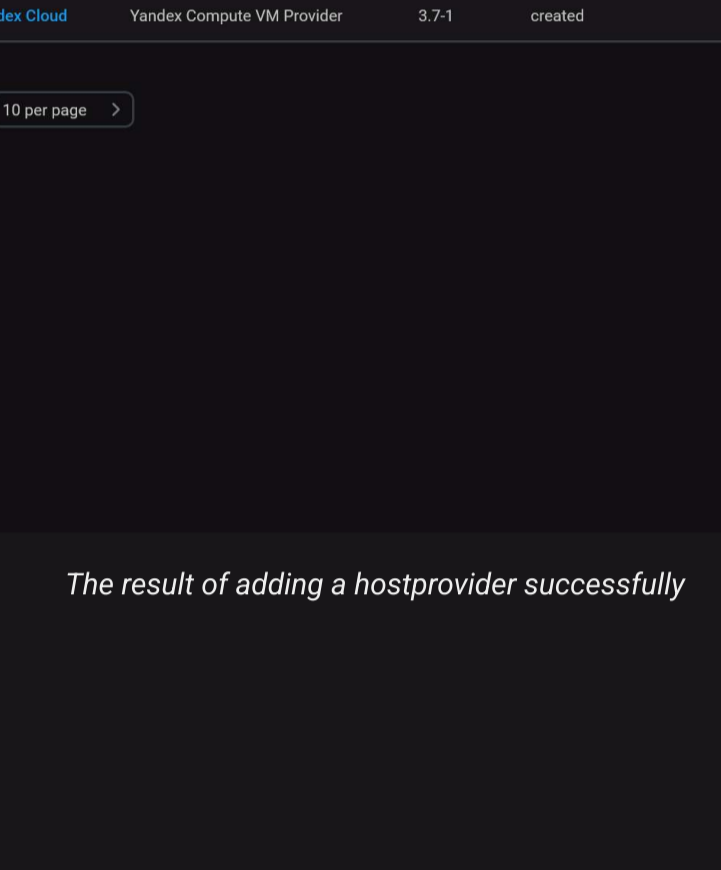 dex Cloud Yandex Compute VM Provider 3.7-1 created
10 per page
The result of adding a hostprovider successfully